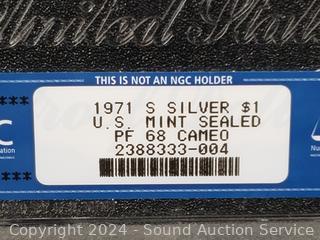 United States
THIS IS NOT AN NGC HOLDER
1971 S SILVER $1
U.S. MINT SEALED
PF 68 CAMEO
2388333-004
Copyright 2024 - Sound Auction Service